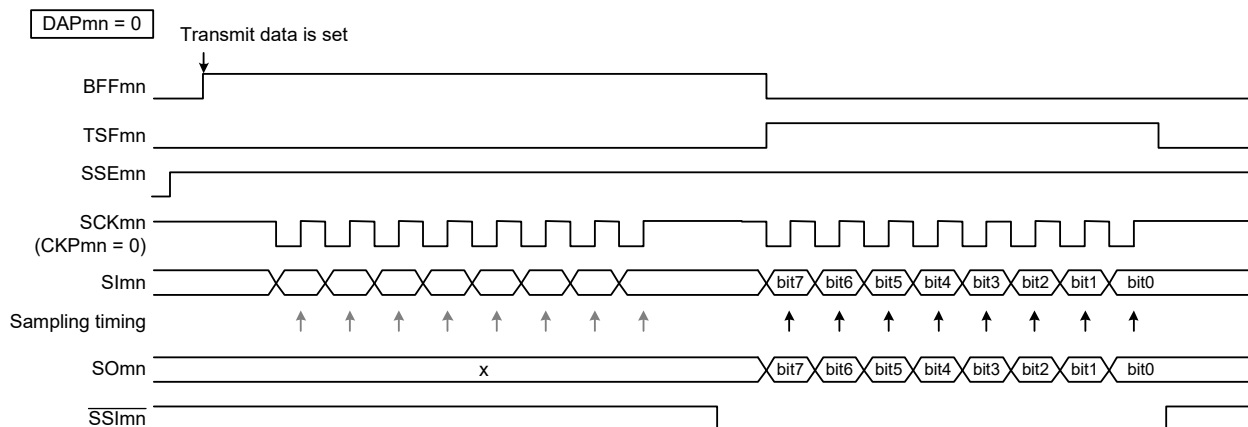 DAPmn = 0
Transmit data is set
BFFmn
TSFmn
SSEmn
SCKmn
(CKPmn = 0)
SImn
bit7 bit6 bit5 bit4 bit3 bit2 bit1 bit0
Sampling timing
SOmn
x
bit7 bit6 bit5 bit4 bit3 bit2 bit1 bit0
SSImn